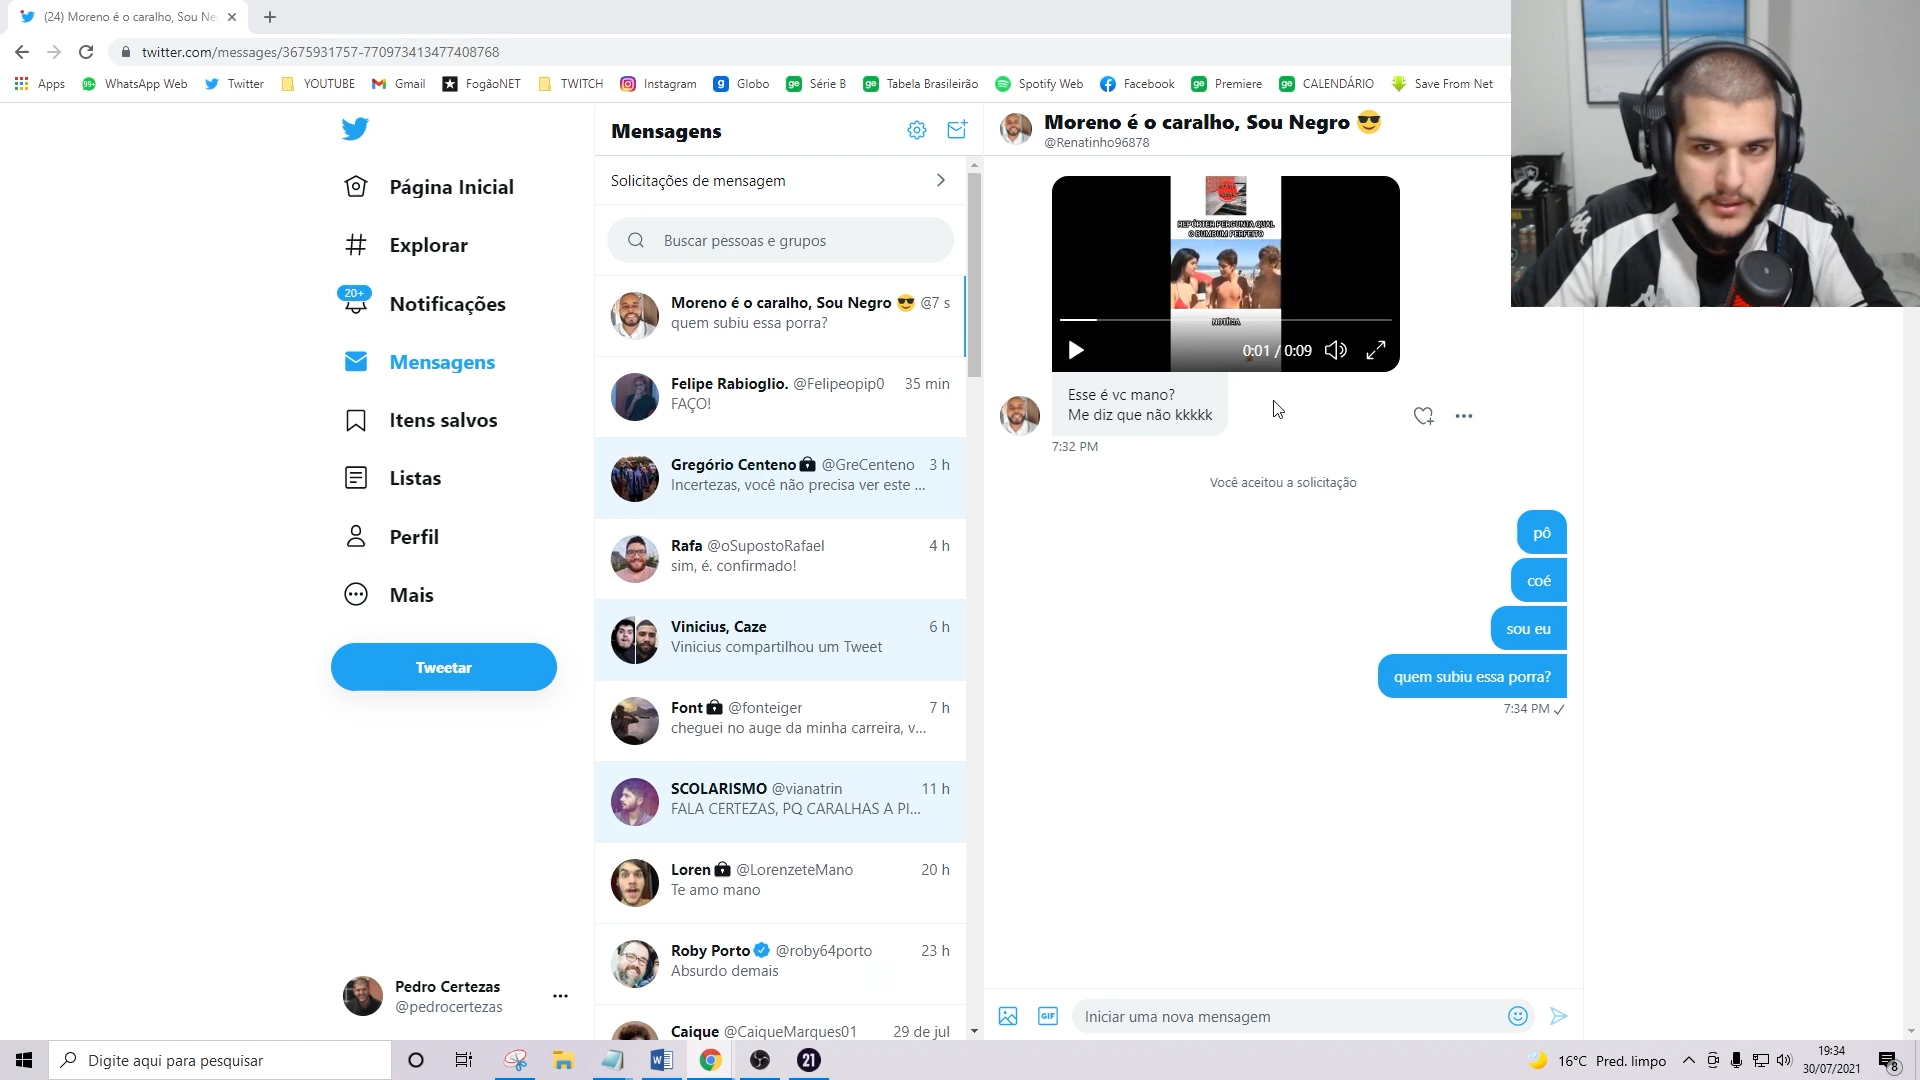 (24) Moreno é o caralho, Sou Ne
twitter.com/messages/3675931757-770973413477408768
Apps
WhatsApp Web
Twitter
YOUTUBE
Gmail
FogãoNET
TWITCH
Instagram
Globo
Série B
Tabela Brasileirão
Spotify Web
Facebook
Premiere
CALENDÁRIO
Save From Net
Página Inicial
Explorar
20+
Notificações
Mensagens
Itens salvos
Listas
Perfil
Mais
Tweetar
Pedro Certezas
@pedrocertezas
Mensagens
Solicitações de mensagem
Buscar pessoas e grupos
Moreno é o caralho, Sou Negro 😎 @7 s
quem subiu essa porra?
Felipe Rabioglio. @Felipeopip0 35 min
FAÇO!
Gregório Centeno @GreCenteno 3 h
Incertezas, você não precisa ver este ...
Rafa @oSupostoRafael 4 h
sim, é. confirmado!
Vinicius, Caze 6 h
Vinicius compartilhou um Tweet
Font @fonteiger 7 h
cheguei no auge da minha carreira, v...
SCOLARISMO @vianatrin 11 h
FALA CERTEZAS, PQ CARALHAS A PI...
Loren @LorenzeteMano 20 h
Te amo mano
Roby Porto @roby64porto 23 h
Absurdo demais
Caique @CaiqueMarques01 29 de jul
Moreno é o caralho, Sou Negro 😎
@Renatinho96878
REPÓRTER PERGUNTA QUAL
O BUMBUM PERFEITO
NOTÍCIA
0:01 / 0:09
Esse é vc mano?
Me diz que não kkkkk
7:32 PM
Você aceitou a solicitação
pô
coé
sou eu
quem subiu essa porra?
7:34 PM
GIF
Iniciar uma nova mensagem
Digite aqui para pesquisar
21
16°C Pred. limpo
19:34
30/07/2021
8